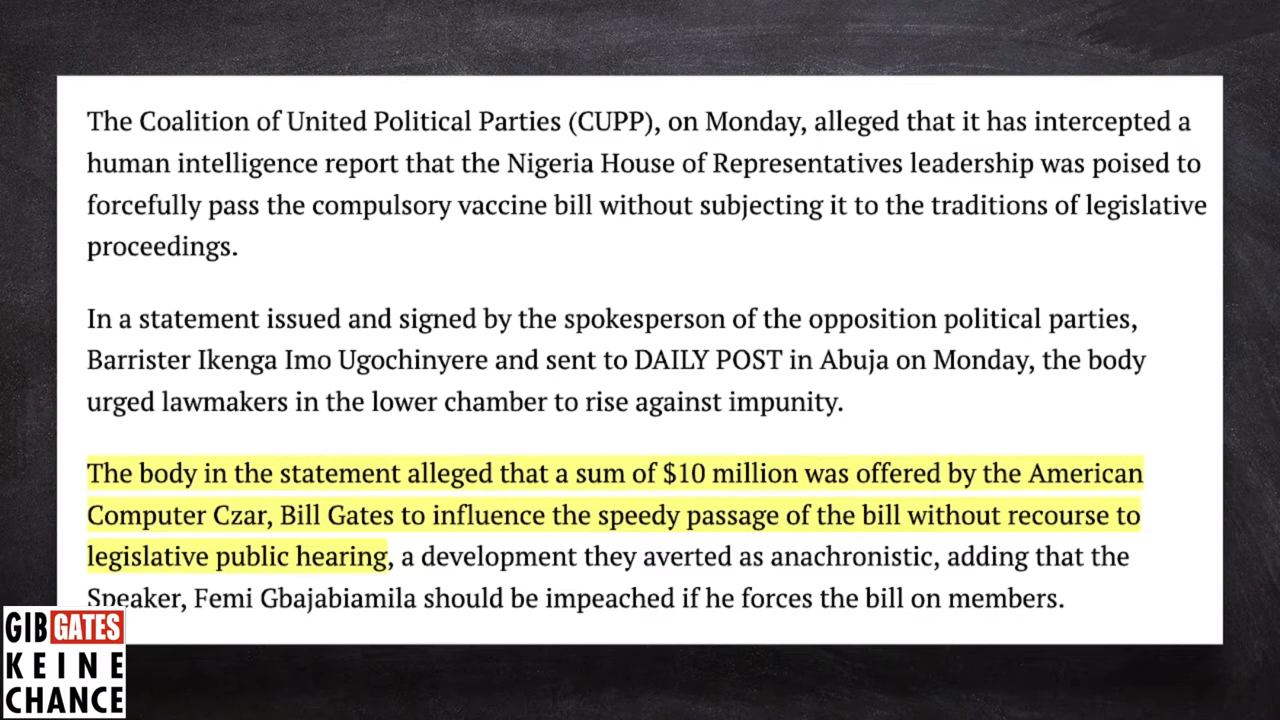 The Coalition of United Political Parties (CUPP), on Monday, alleged that it has intercepted a
human intelligence report that the Nigeria House of Representatives leadership was poised to
forcefully pass the compulsory vaccine bill without subjecting it to the traditions of legislative
proceedings.
In a statement issued and signed by the spokesperson of the opposition political parties,
Barrister Ikenga Imo Ugochinyere and sent to DAILY POST in Abuja on Monday, the body
urged lawmakers in the lower chamber to rise against impunity.
The body in the statement alleged that a sum of $10 million was offered by the American
Computer Czar, Bill Gates to influence the speedy passage of the bill without recourse to
legislative public hearing, a development they averted as anachronistic, adding that the
Speaker, Femi Gbajabiamila should be impeached if he forces the bill on members.
GIB GATES
KEINE
CHANCE